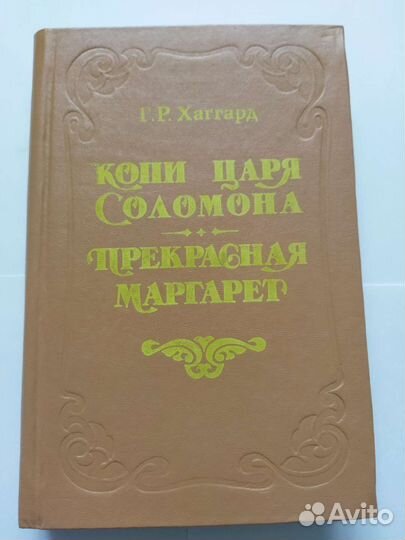 Г.Р. Хаггард
КОПИ ЦАРЯ
СОЛОМОНА
ПРЕКРАСНАЯ
МАРГАРЕТ
Avito